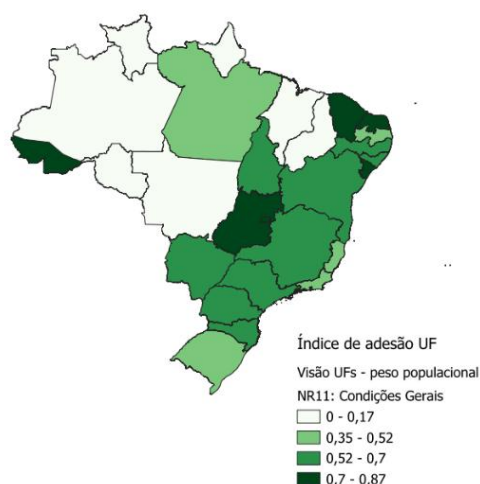 Índice de adesão UF
Visão UFs - peso populacional
NR11: Condições Gerais
0 - 0,17
0,35 - 0,52
0,52 - 0,7
0,7 - 0,87